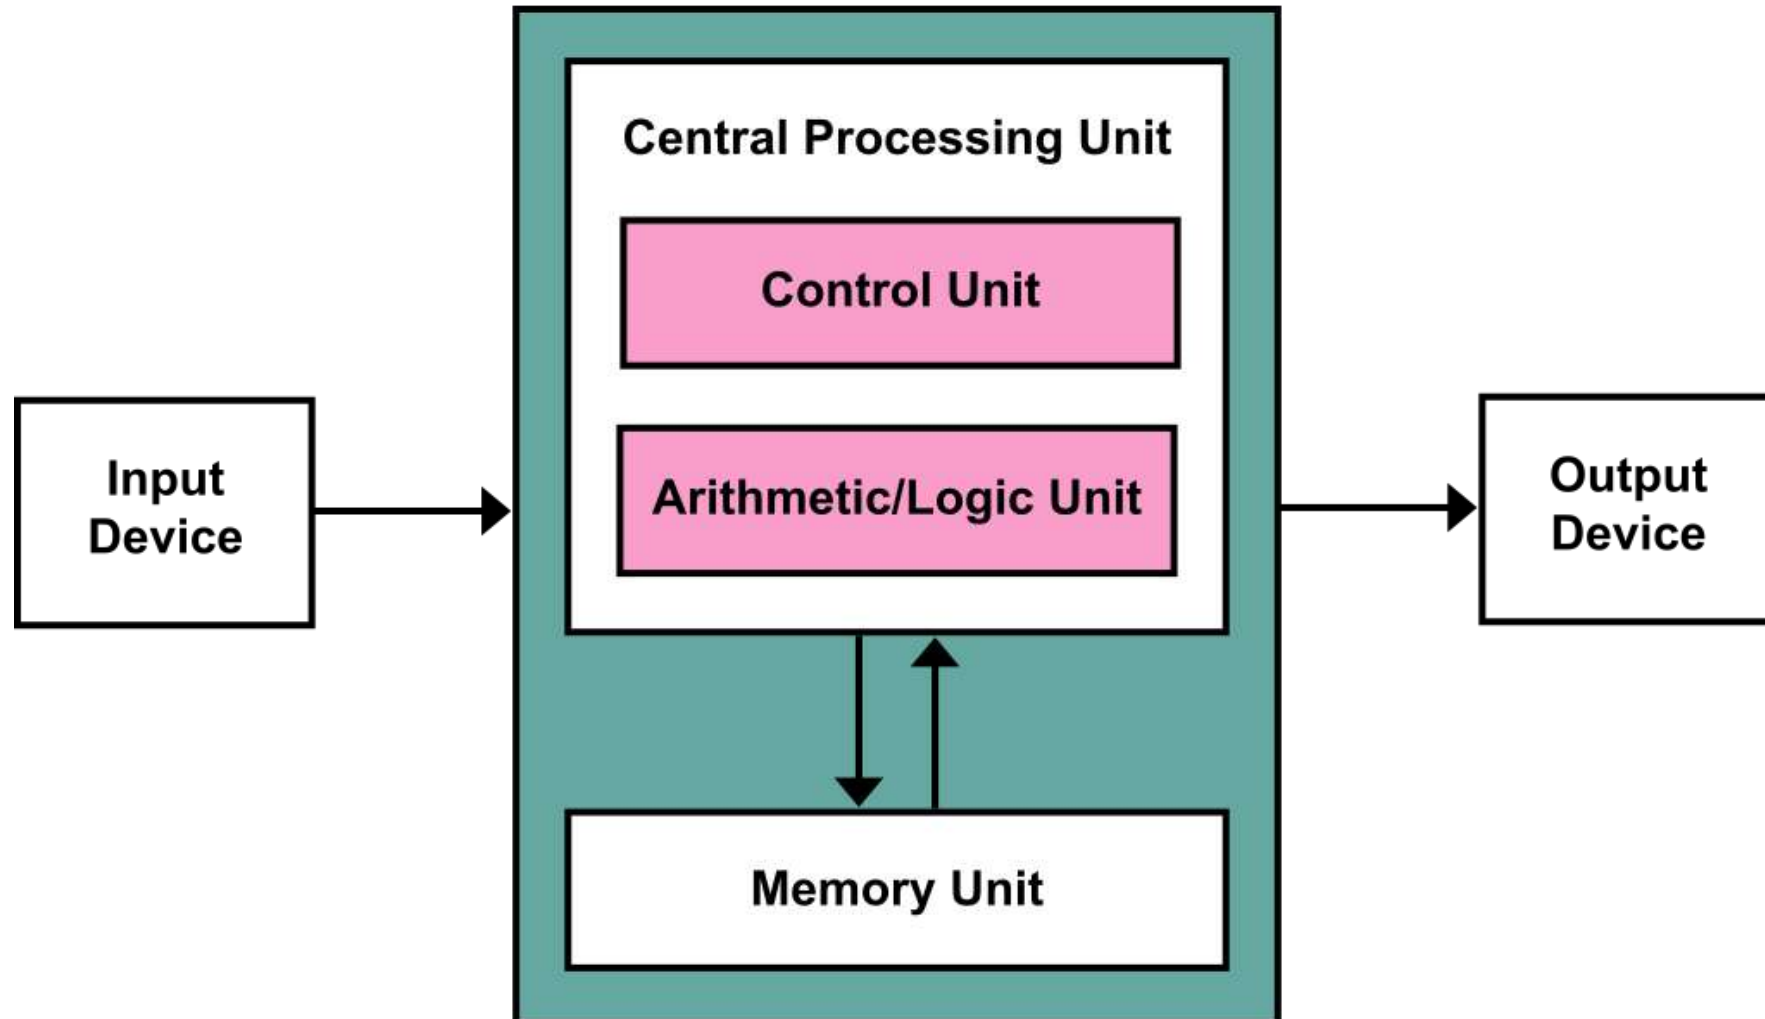 Central Processing Unit
Control Unit
Arithmetic/Logic Unit
Input
Device
Output
Device
Memory Unit